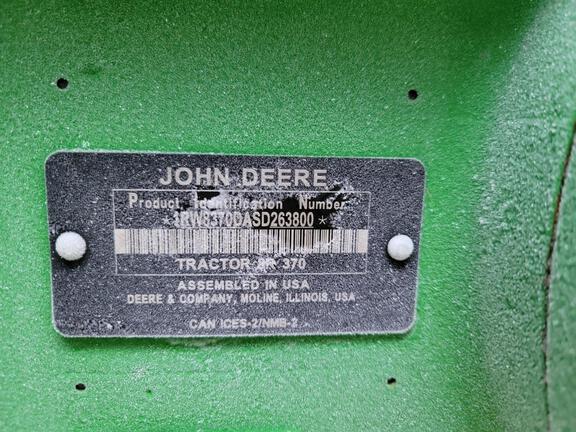 JOHN DEERE
Product Identification Number
*1RW8370DASD263800*
TRACTOR 8R 370
ASSEMBLED IN USA
DEERE & COMPANY, MOLINE, ILLINOIS, USA
CAN ICES-2/NMB-2